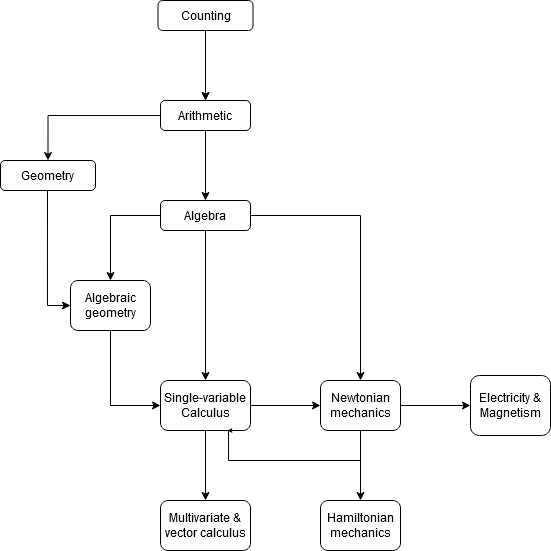 Counting
Arithmetic
Geometry
Algebra
Algebraic
geometry
Single-variable
Calculus
Newtonian
mechanics
Electricity &
Magnetism
Multivariate &
vector calculus
Hamiltonian
mechanics